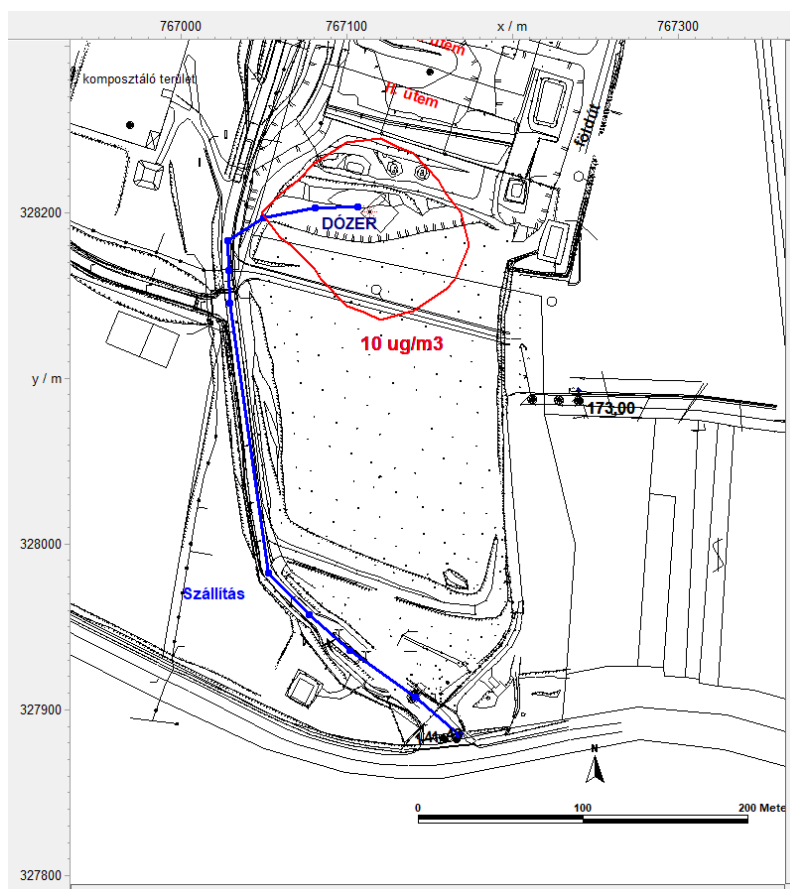 767000 767100 x / m 767300
ütem
komposztáló terület
II. ütem
földút
328200
DÓZER
10 ug/m3
y / m
173,00
328000
Szállítás
327900
N
0 100 200 Mete
327800